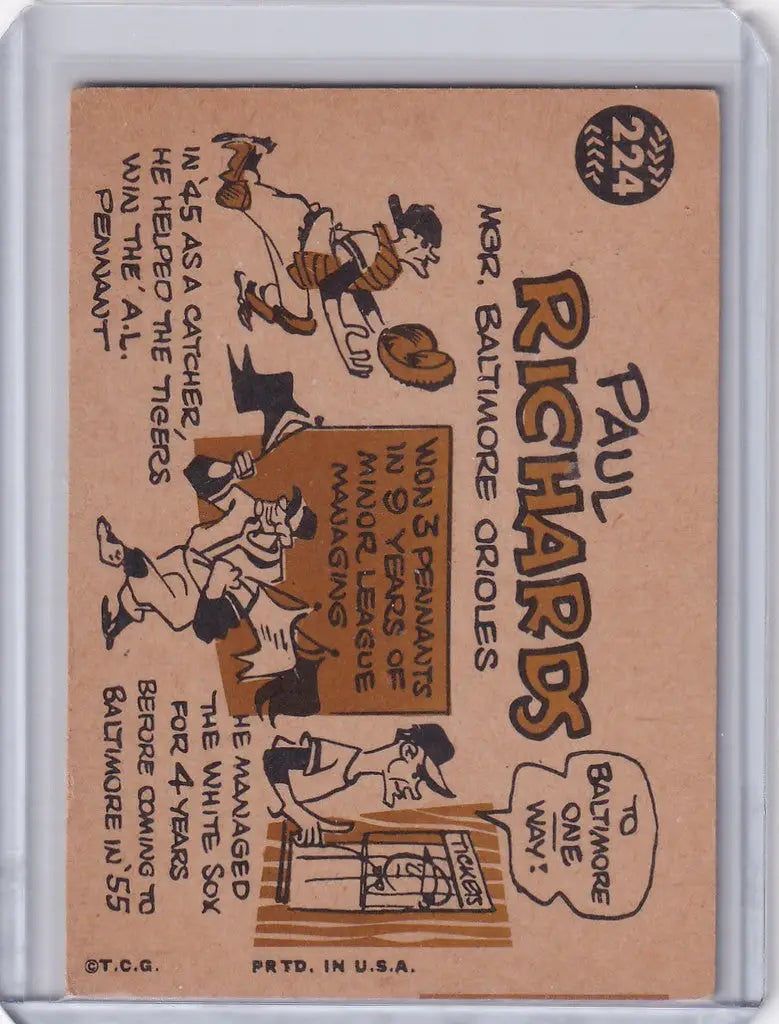 224
PAUL
RICHARDS
MGR. BALTIMORE ORIOLES
IN '45 AS A CATCHER,
HE HELPED THE TIGERS
WIN THE A.L.
PENNANT
WON 3 PENNANTS
IN 9 YEARS OF
MINOR LEAGUE
MANAGING
TO
BALTIMORE
ONE
WAY!
TICKETS
HE MANAGED
THE WHITE SOX
FOR 4 YEARS
BEFORE COMING TO
BALTIMORE IN '55
©T.C.G.
PRTD. IN U.S.A.